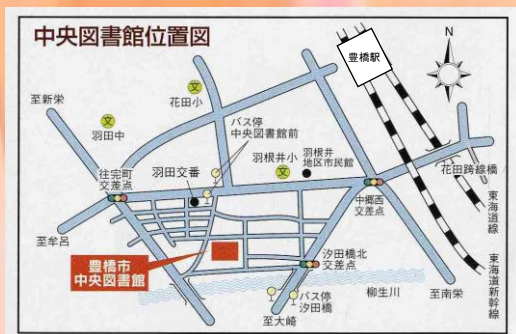 中央図書館位置図
豊橋駅
N
至新栄
文
花田小
文
羽田中
バス停
中央図書館前
羽根井小
文
羽根井
地区市民館
羽田交番
往完町
交差点
花田跨線橋
中郷西
交差点
東海道線
至牟呂
豊橋市
中央図書館
汐田橋北
交差点
東海道新幹線
バス停
汐田橋
柳生川
至南栄
至大崎